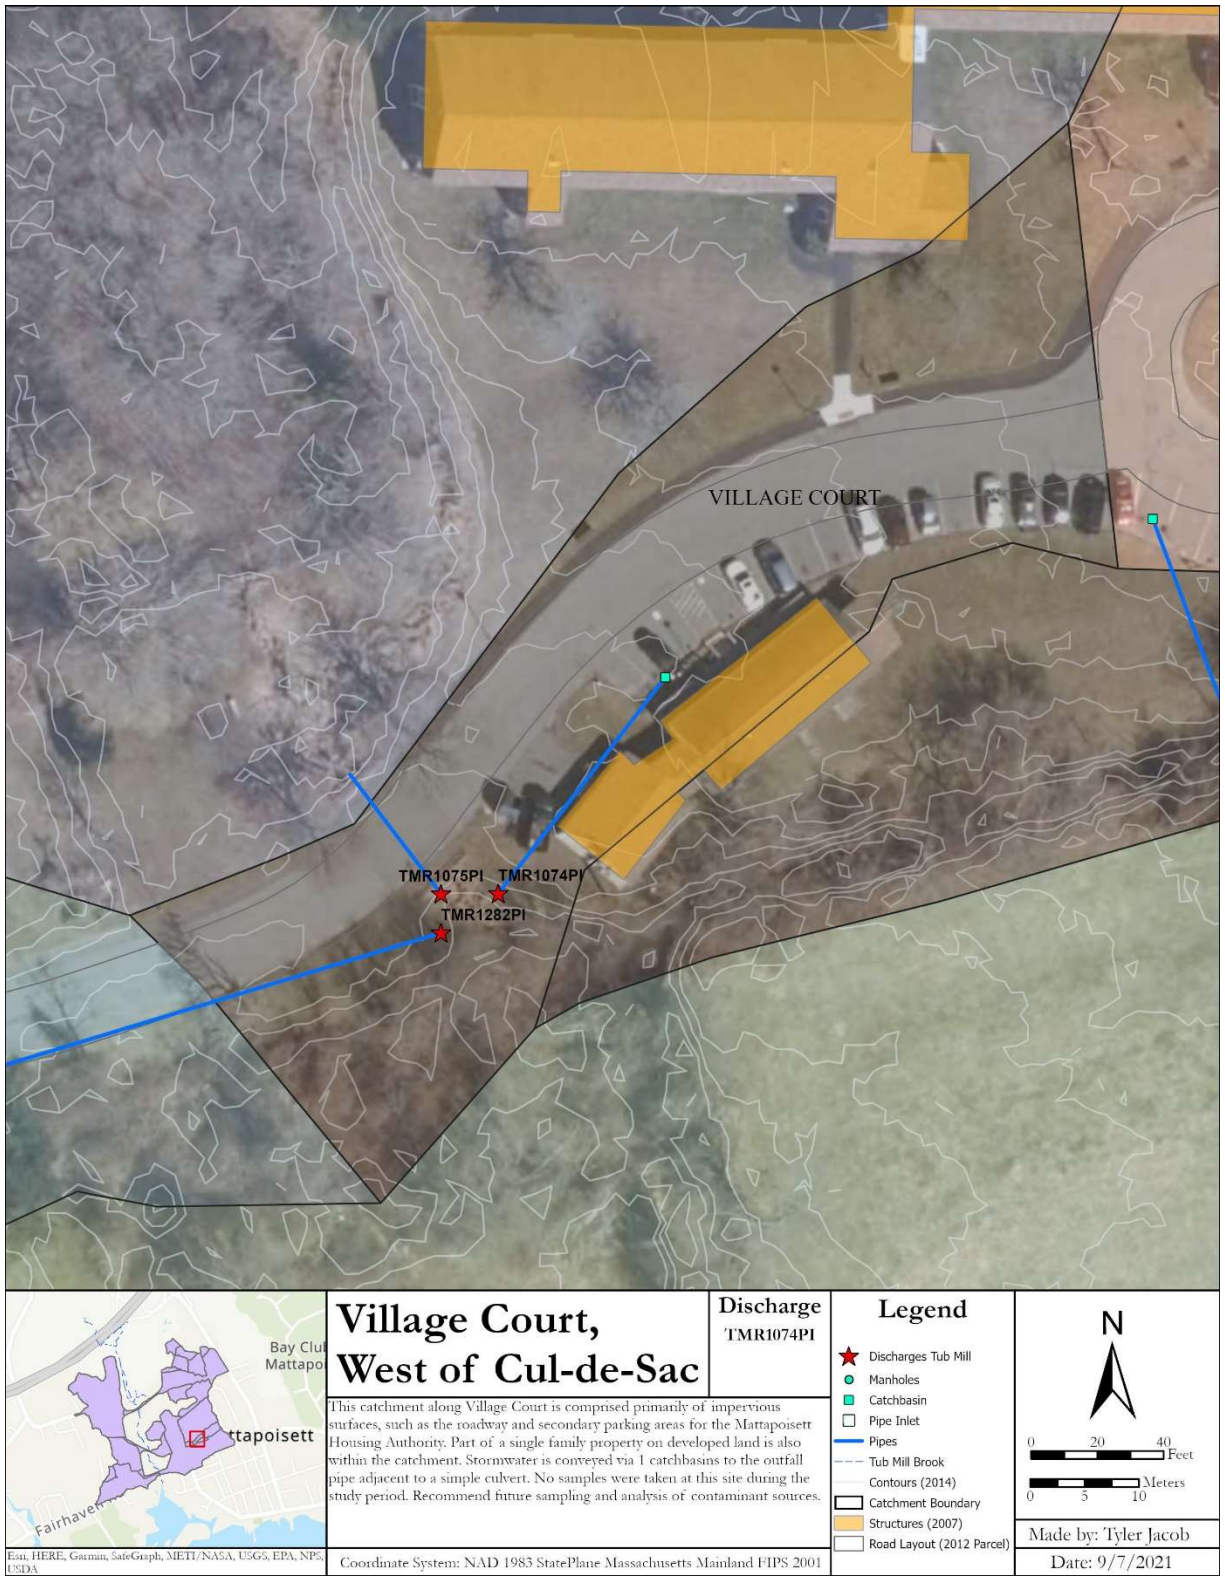 VILLAGE COURT
TMR1075PI TMR1074PI
TMR1282PI
Bay Clu
Mattapoi
ttapoisett
Fairhaven
Esri, HERE, Garmin, SafeGraph, METI/NASA, USGS, EPA, NPS,
USDA
Village Court,
West of Cul-de-Sac
Discharge
TMR1074PI
This catchment along Village Court is comprised primarily of impervious
surfaces, such as the roadway and secondary parking areas for the Mattapoisett
Housing Authority. Part of a single family property on developed land is also
within the catchment. Stormwater is conveyed via 1 catchbasins to the outfall
pipe adjacent to a simple culvert. No samples were taken at this site during the
study period. Recommend future sampling and analysis of contaminant sources.
Coordinate System: NAD 1983 StatePlane Massachusetts Mainland FIPS 2001
Legend
Discharges Tub Mill
Manholes
Catchbasin
Pipe Inlet
Pipes
Tub Mill Brook
Contours (2014)
Catchment Boundary
Structures (2007)
Road Layout (2012 Parcel)
N
0 20 40
Feet
Meters
0 5 10
Made by: Tyler Jacob
Date: 9/7/2021